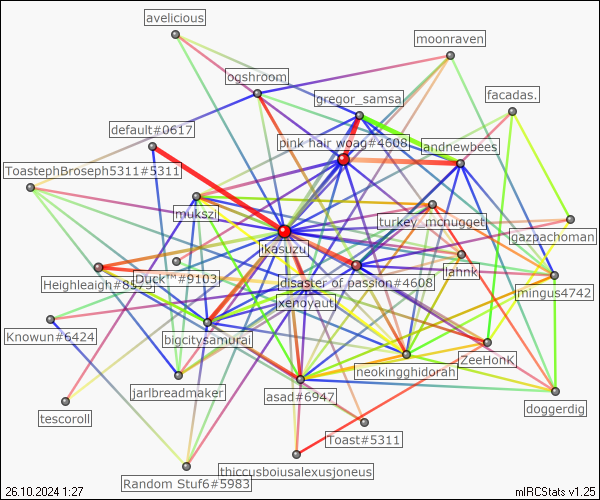 avelicious
moonraven
ogshroom
facadas.
gregor_samsa
default#0617
pink hair woag#4608
landnewbees
ToastephBroseph5311#5311
mukszi
turkey_mcnugget
gazpachoman
ikasuzu
Duck™#9103
lahnk
Heighleaigh#8575
disaster of passion#4608
mingus4742
xenoyaut
Knowun#6424
bigcitysamurai
ZeeHonK
neokingghidorah
jarlbreadmaker
asad#6947
doggerdig
tescoroll
Toast#5311
thiccusboiusalexusjoneus
Random Stuf6#5983
26.10.2024 1:27
mIRCStats v1.25